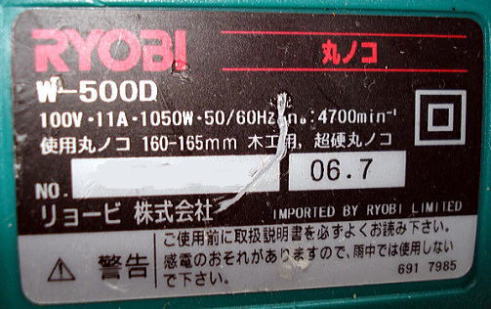 RYOBI 丸ノコ
W-500D
100V・11A・1050W・50/60Hz n₀:4700min⁻¹
使用丸ノコ 160-165mm 木工用, 超硬丸ノコ
NO. 06.7
リョービ 株式会社 IMPORTED BY RYOBI LIMITED
警告
ご使用前に取扱説明書を必ずよくお読み下さい。
感電のおそれがありますので、雨中では使用しない
で下さい。
691 7985